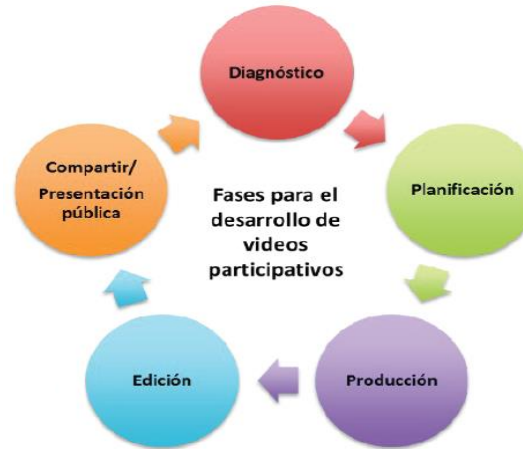 Diagnóstico
Planificación
Producción
Edición
Compartir/
Presentación
pública
Fases para el
desarrollo de
videos
participativos